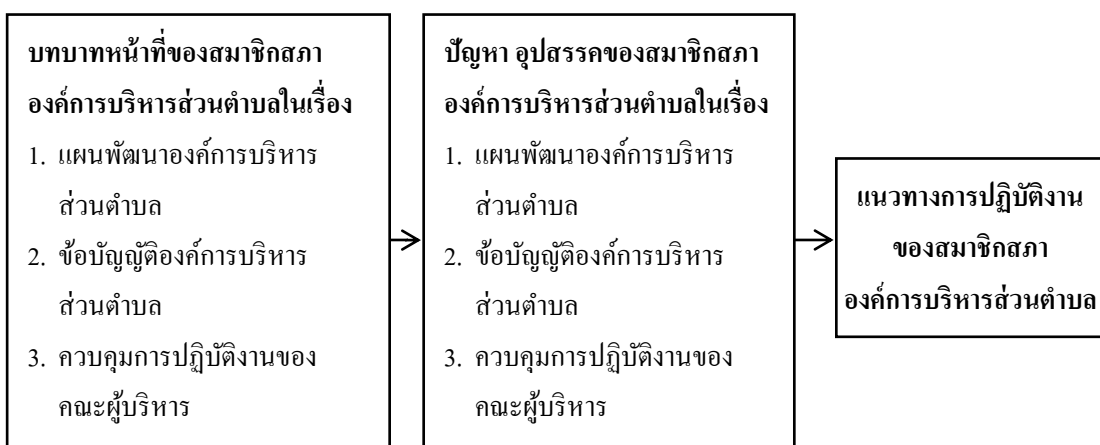 บทบาทหน้าที่ของสมาชิกสภา
องค์การบริหารส่วนตำบลในเรื่อง
1. แผนพัฒนาองค์การบริหาร
ส่วนตำบล
2. ข้อบัญญัติองค์การบริหาร
ส่วนตำบล
3. ควบคุมการปฏิบัติงานของ
คณะผู้บริหาร
ปัญหา อุปสรรคของสมาชิกสภา
องค์การบริหารส่วนตำบลในเรื่อง
1. แผนพัฒนาองค์การบริหาร
ส่วนตำบล
2. ข้อบัญญัติองค์การบริหาร
ส่วนตำบล
3. ควบคุมการปฏิบัติงานของ
คณะผู้บริหาร
แนวทางการปฏิบัติงาน
ของสมาชิกสภา
องค์การบริหารส่วนตำบล